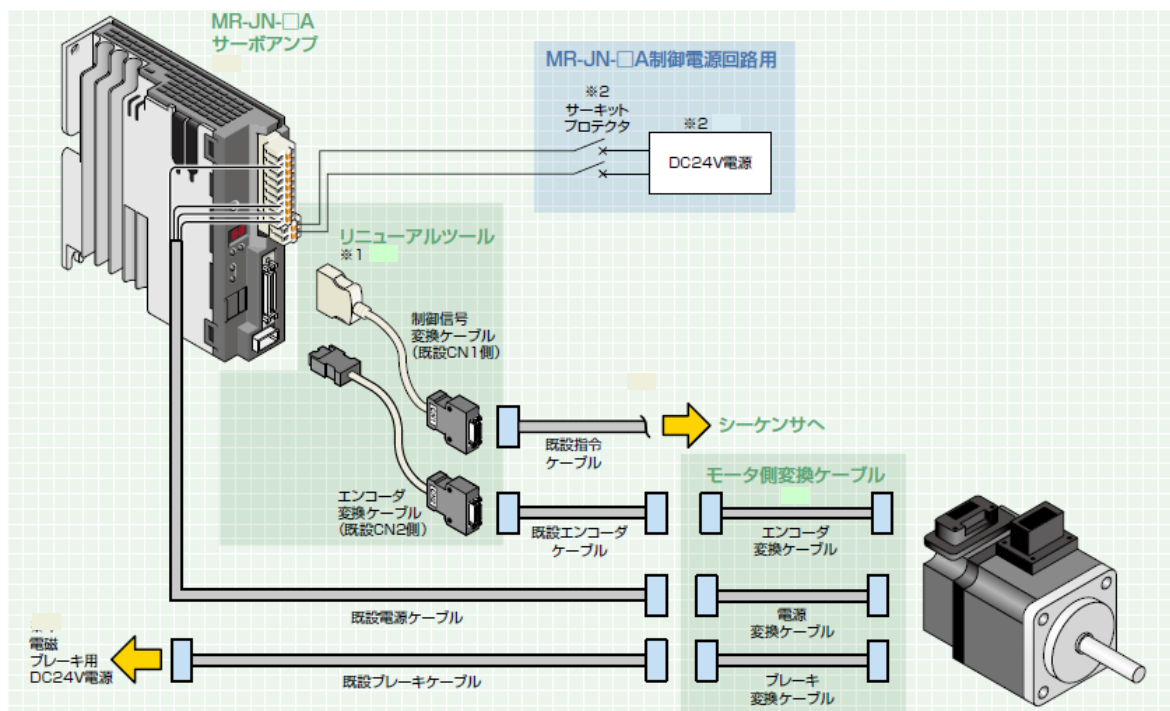 MR-JN-□A
サーボアンプ
MR-JN-□A制御電源回路用
※2
サーキット
プロテクタ
※2
DC24V電源
リニューアルツール
※1
制御信号
変換ケーブル
(既設CN1側)
シーケンサへ
既設指令
ケーブル
モータ側変換ケーブル
エンコーダ
変換ケーブル
(既設CN2側)
既設エンコーダ
ケーブル
エンコーダ
変換ケーブル
既設電源ケーブル
電源
変換ケーブル
電磁
ブレーキ用
DC24V電源
既設ブレーキケーブル
ブレーキ
変換ケーブル